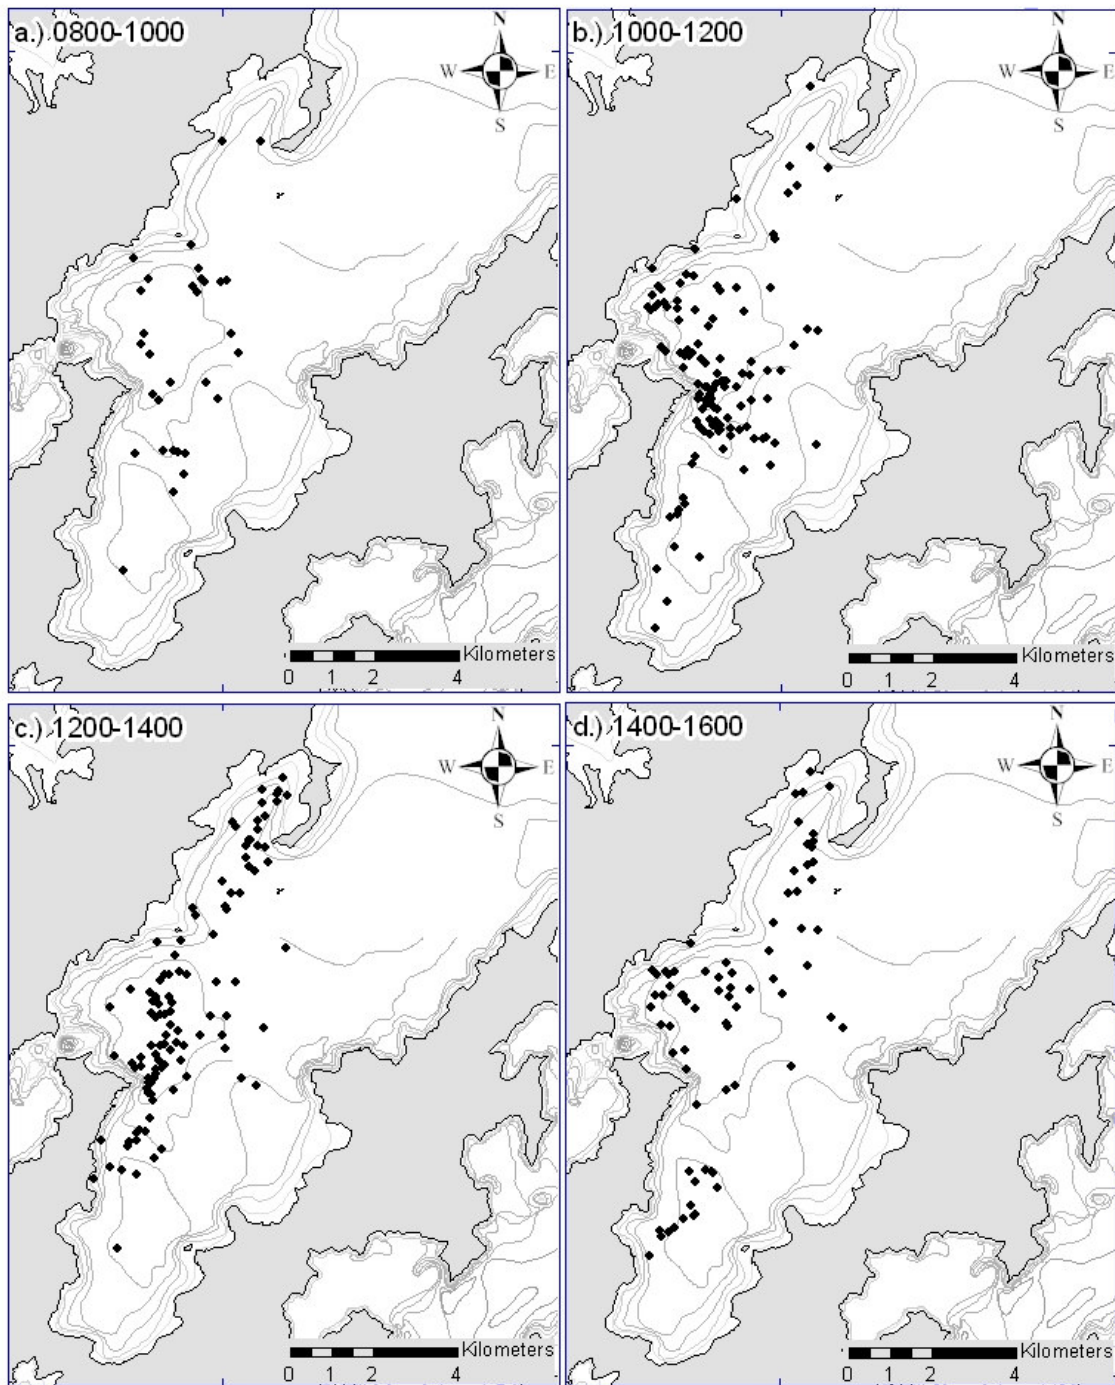 a.) 0800-1000
N
W E
S
Kilometers
0 1 2 4
b.) 1000-1200
N
W E
S
Kilometers
0 1 2 4
c.) 1200-1400
N
W E
S
Kilometers
0 1 2 4
d.) 1400-1600
N
W E
S
Kilometers
0 1 2 4